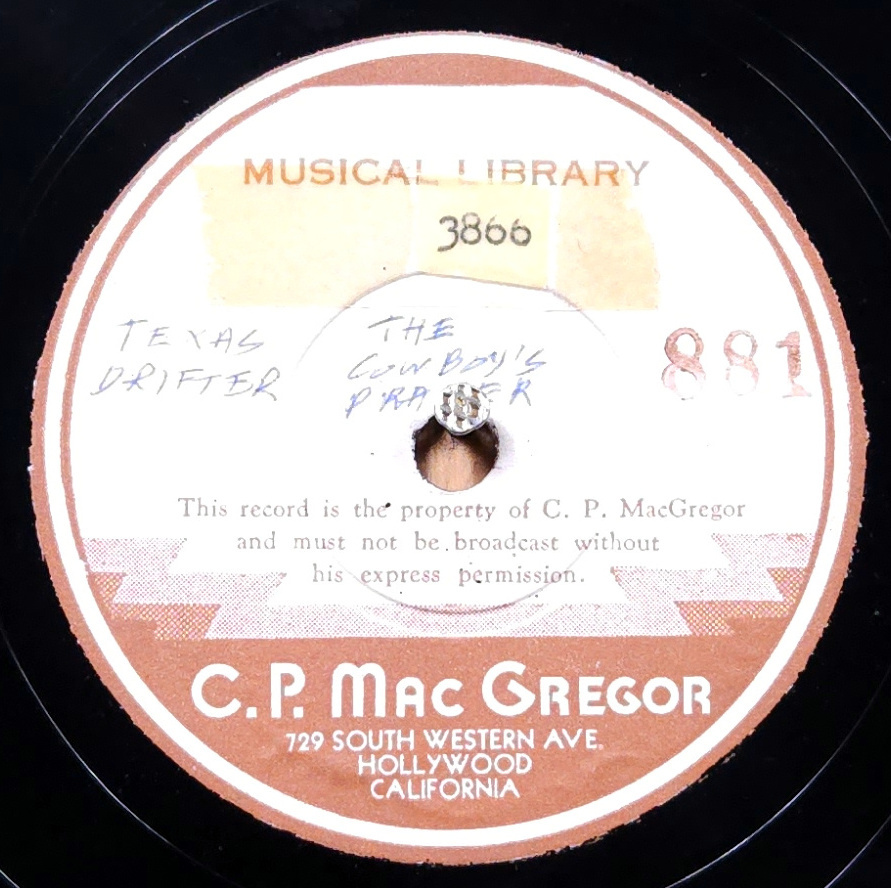 MUSICAL LIBRARY
3866
TEXAS DRIFTER
THE COWBOY'S PRAYER
881
This record is the property of C. P. MacGregor
and must not be broadcast without
his express permission.
C.P. MAC GREGOR
729 SOUTH WESTERN AVE.
HOLLYWOOD
CALIFORNIA